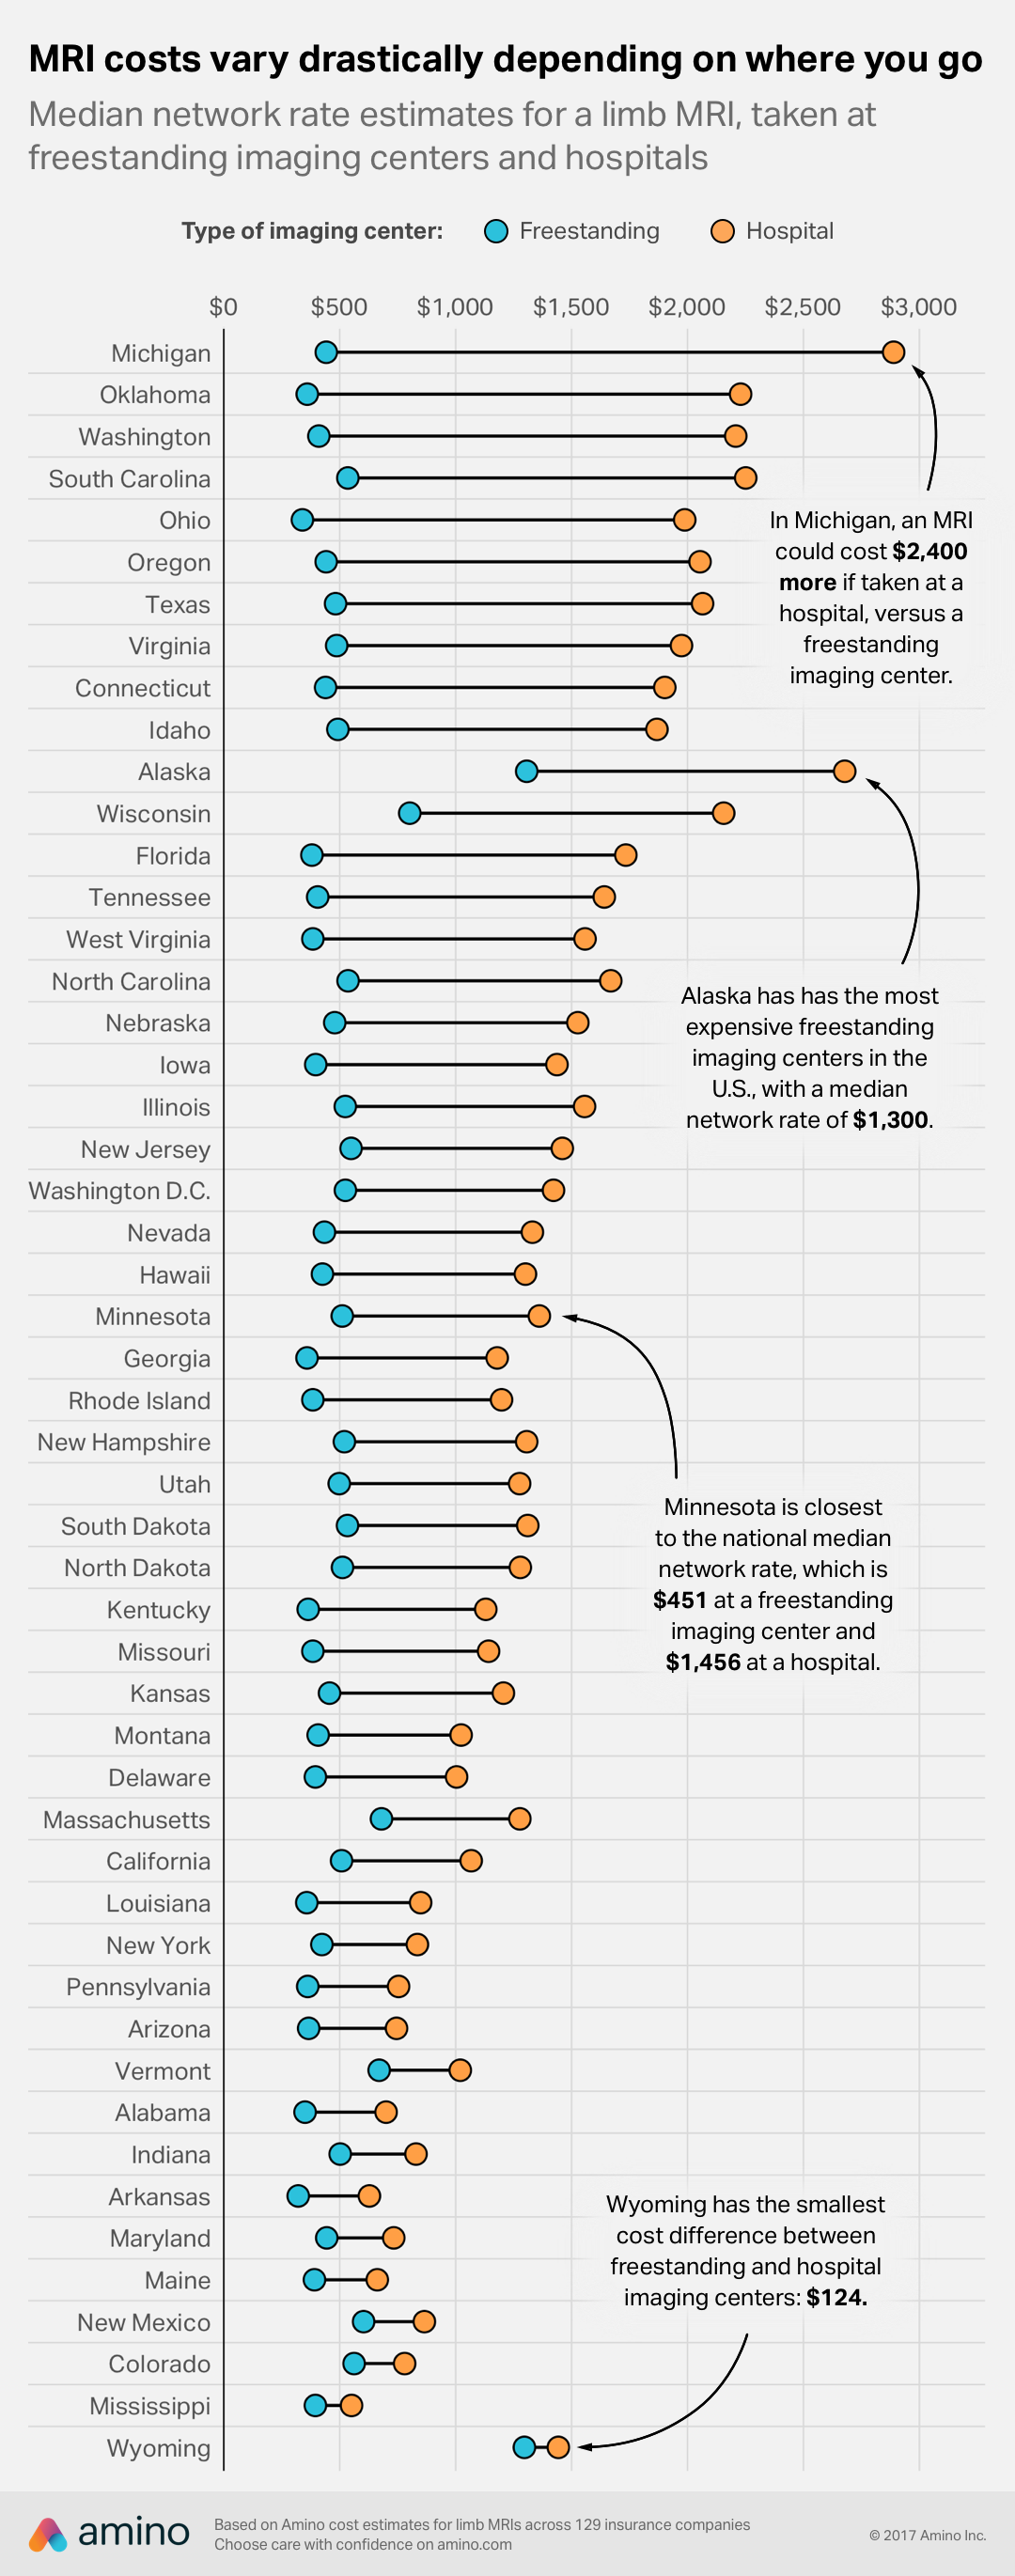 MRI costs vary drastically depending on where you go
Median network rate estimates for a limb MRI, taken at
freestanding imaging centers and hospitals
Type of imaging center: Freestanding Hospital
$0 $500 $1,000 $1,500 $2,000 $2,500 $3,000
Michigan
Oklahoma
Washington
South Carolina
Ohio
Oregon
Texas
Virginia
Connecticut
Idaho
Alaska
Wisconsin
Florida
Tennessee
West Virginia
North Carolina
Nebraska
Iowa
Illinois
New Jersey
Washington D.C.
Nevada
Hawaii
Minnesota
Georgia
Rhode Island
New Hampshire
Utah
South Dakota
North Dakota
Kentucky
Missouri
Kansas
Montana
Delaware
Massachusetts
California
Louisiana
New York
Pennsylvania
Arizona
Vermont
Alabama
Indiana
Arkansas
Maryland
Maine
New Mexico
Colorado
Mississippi
Wyoming
In Michigan, an MRI
could cost $2,400
more if taken at a
hospital, versus a
freestanding
imaging center.
Alaska has has the most
expensive freestanding
imaging centers in the
U.S., with a median
network rate of $1,300.
Minnesota is closest
to the national median
network rate, which is
$451 at a freestanding
imaging center and
$1,456 at a hospital.
Wyoming has the smallest
cost difference between
freestanding and hospital
imaging centers: $124.
amino
Based on Amino cost estimates for limb MRIs across 129 insurance companies
Choose care with confidence on amino.com
© 2017 Amino Inc.